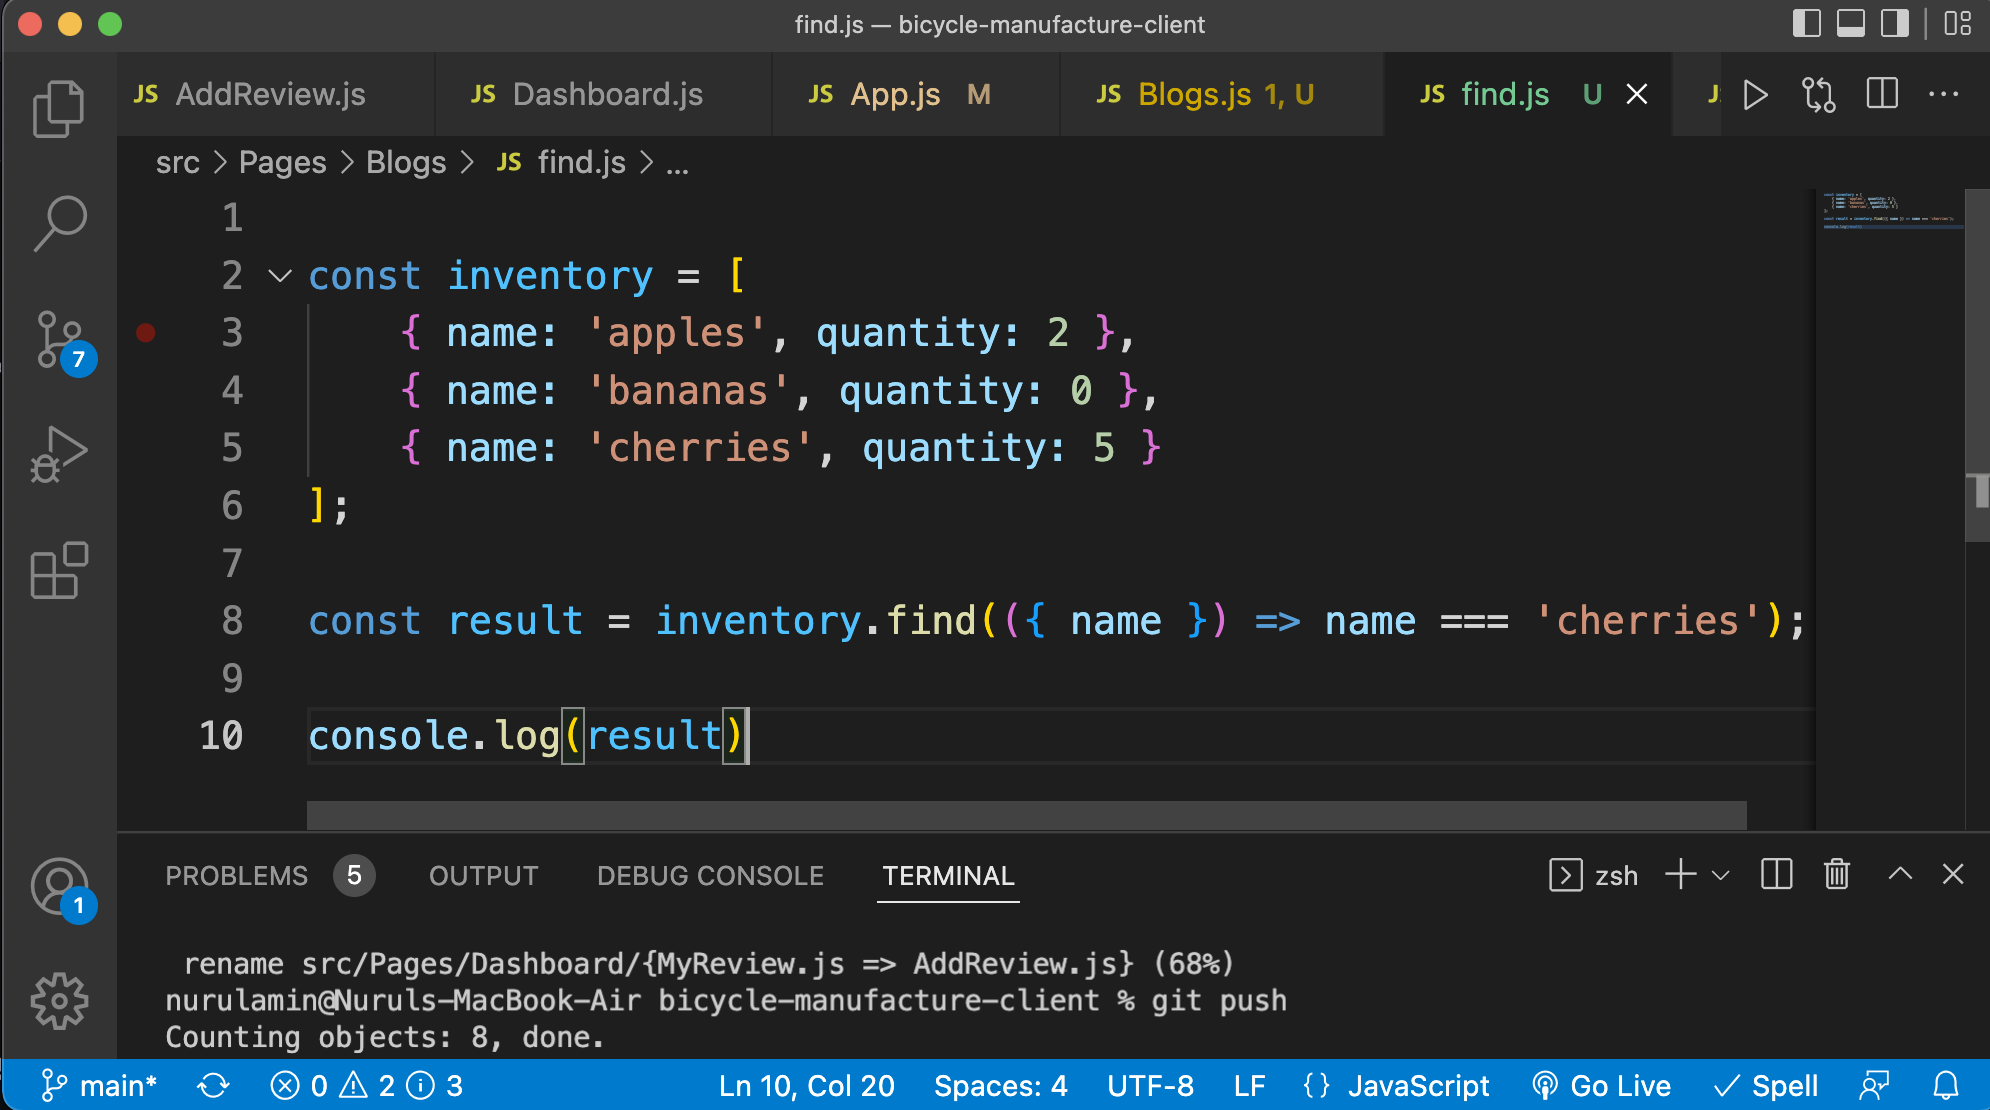 find.js — bicycle-manufacture-client
JS AddReview.js JS Dashboard.js JS App.js M JS Blogs.js 1, U JS find.js U
src > Pages > Blogs > JS find.js > ...
1
2 const inventory = [
3 { name: 'apples', quantity: 2 },
4 { name: 'bananas', quantity: 0 },
5 { name: 'cherries', quantity: 5 }
6 ];
7
8 const result = inventory.find(({ name }) => name === 'cherries');
9
10 console.log(result)
7
1
PROBLEMS 5 OUTPUT DEBUG CONSOLE TERMINAL zsh
rename src/Pages/Dashboard/{MyReview.js => AddReview.js} (68%)
nurulamin@Nuruls-MacBook-Air bicycle-manufacture-client % git push
Counting objects: 8, done.
main* 0 2 3 Ln 10, Col 20 Spaces: 4 UTF-8 LF {} JavaScript Go Live Spell